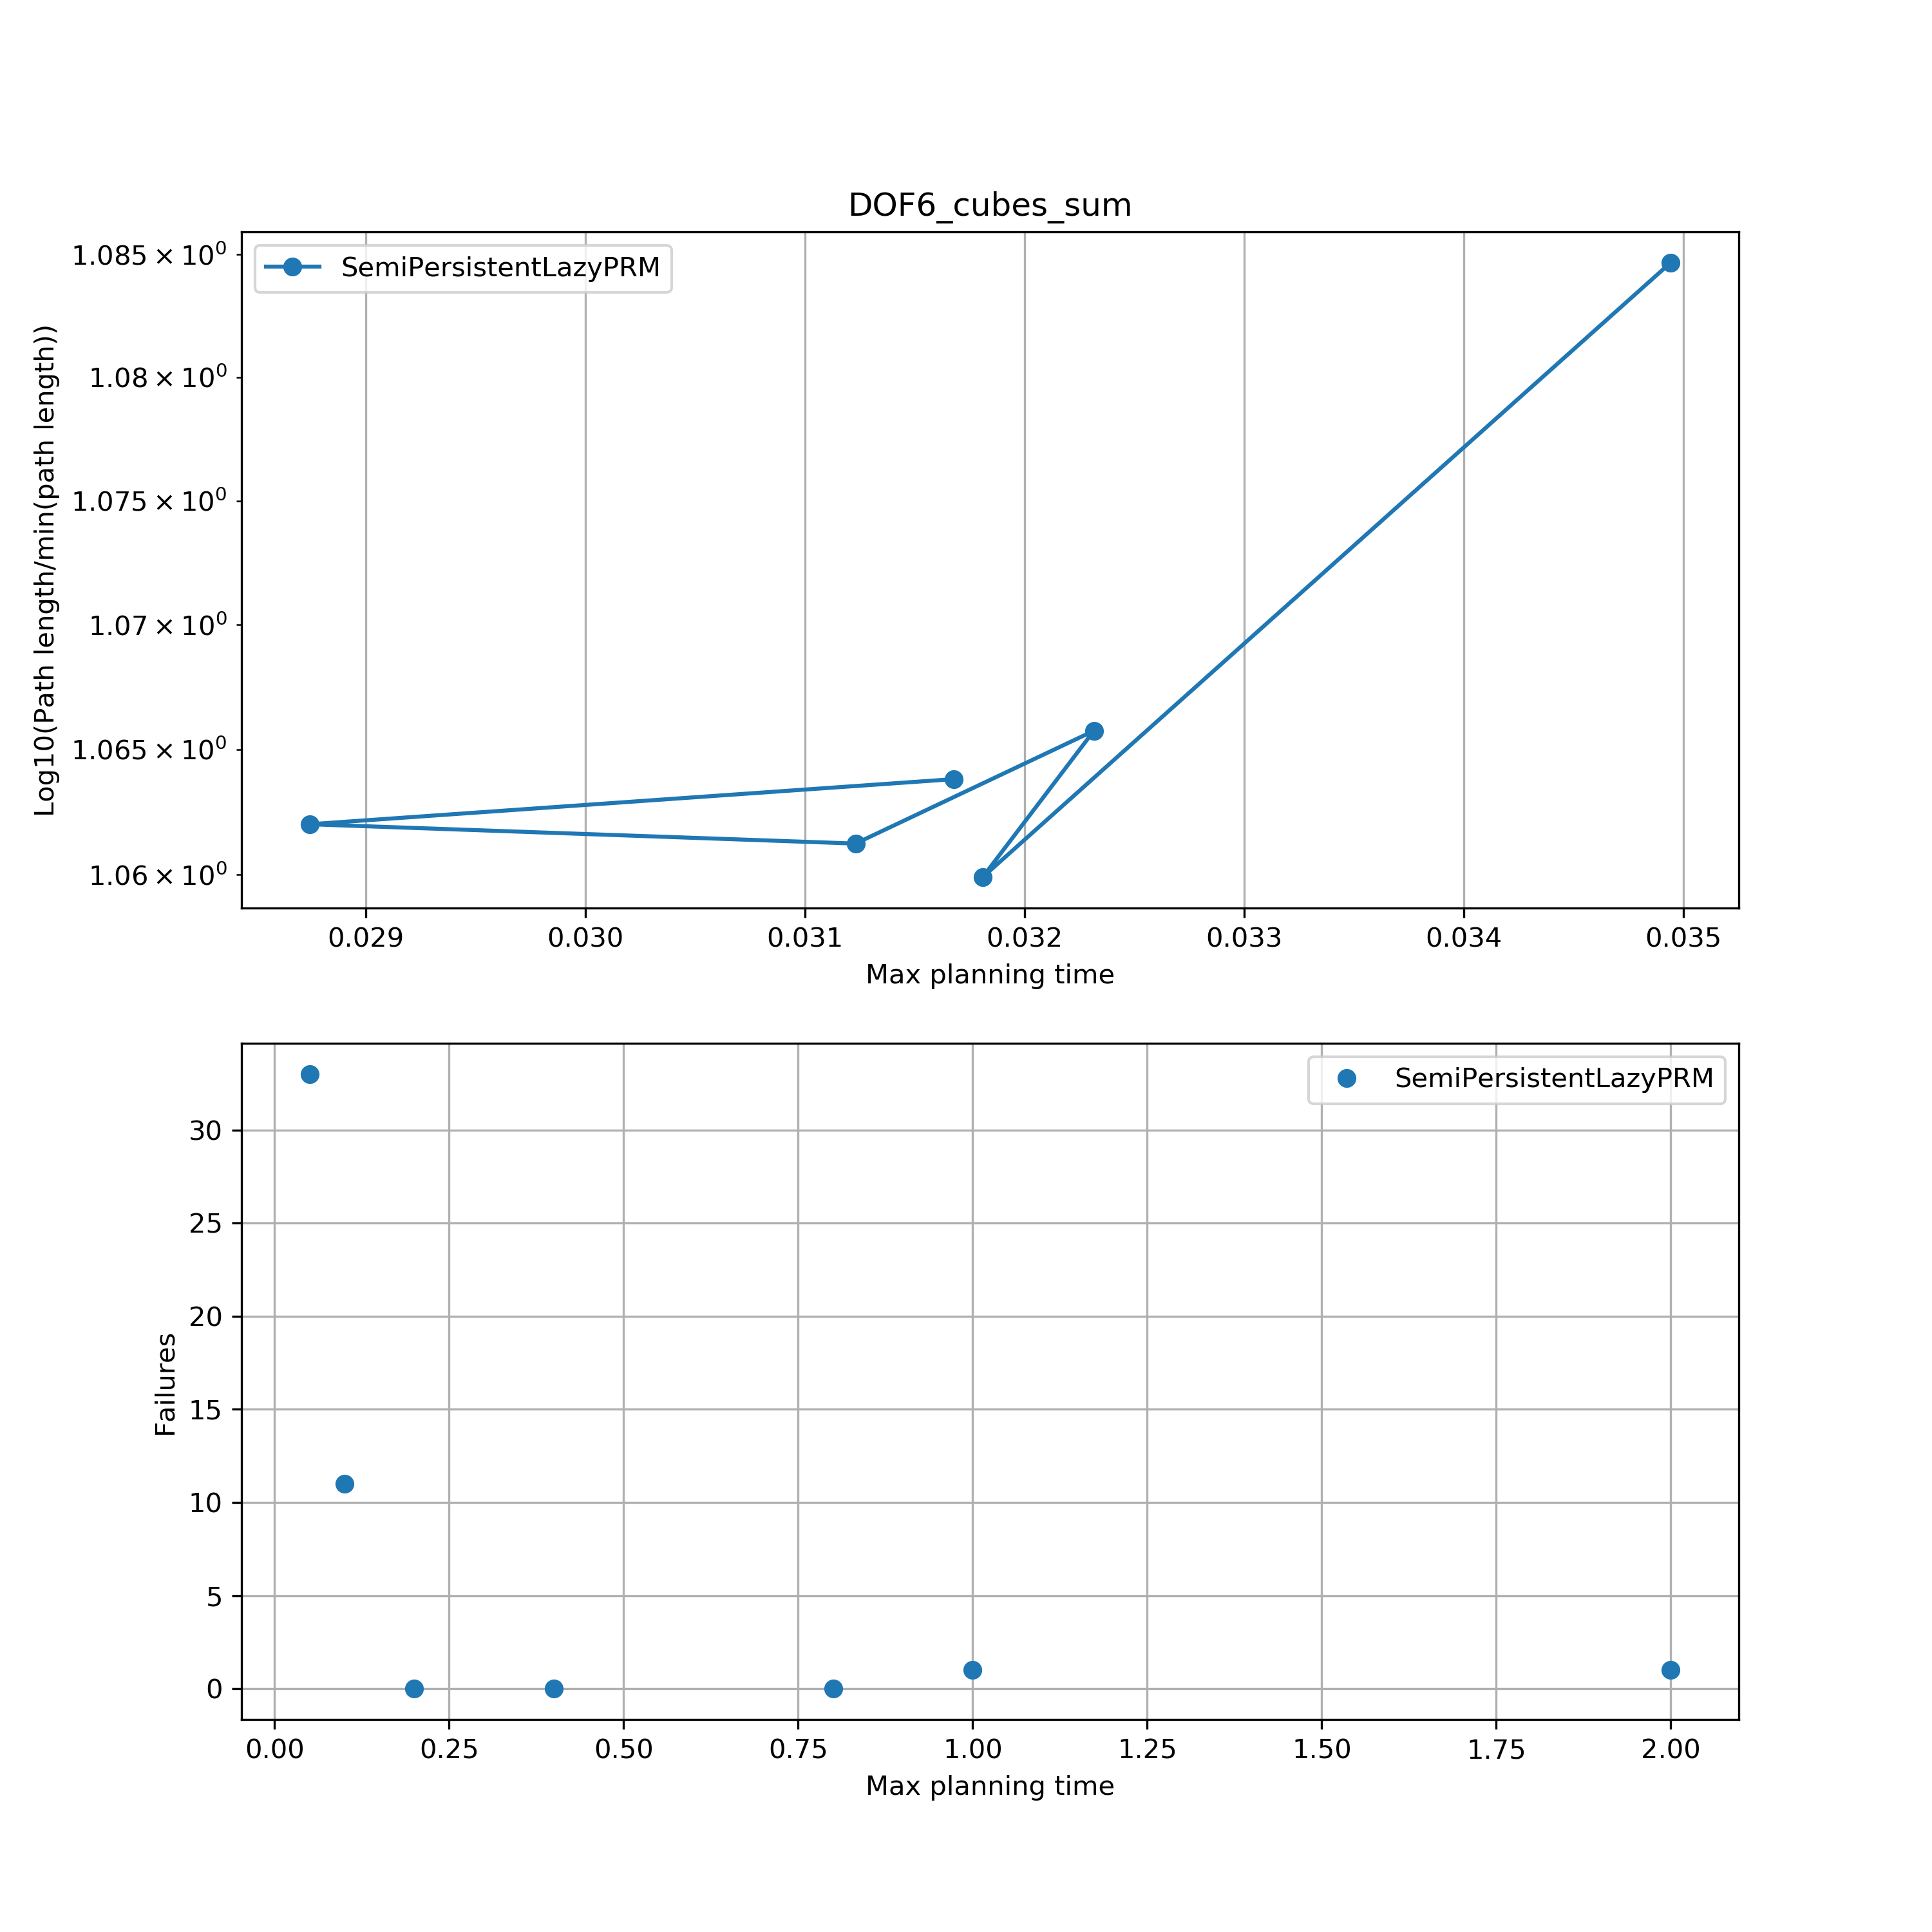 DOF6_cubes_sum
SemiPersistentLazyPRM
1.085 × 10⁰
1.08 × 10⁰
1.075 × 10⁰
1.07 × 10⁰
1.065 × 10⁰
1.06 × 10⁰
Log10(Path length/min(path length))
0.029 0.030 0.031 0.032 0.033 0.034 0.035
Max planning time
SemiPersistentLazyPRM
30
25
20
15
10
5
0
Failures
0.00 0.25 0.50 0.75 1.00 1.25 1.50 1.75 2.00
Max planning time